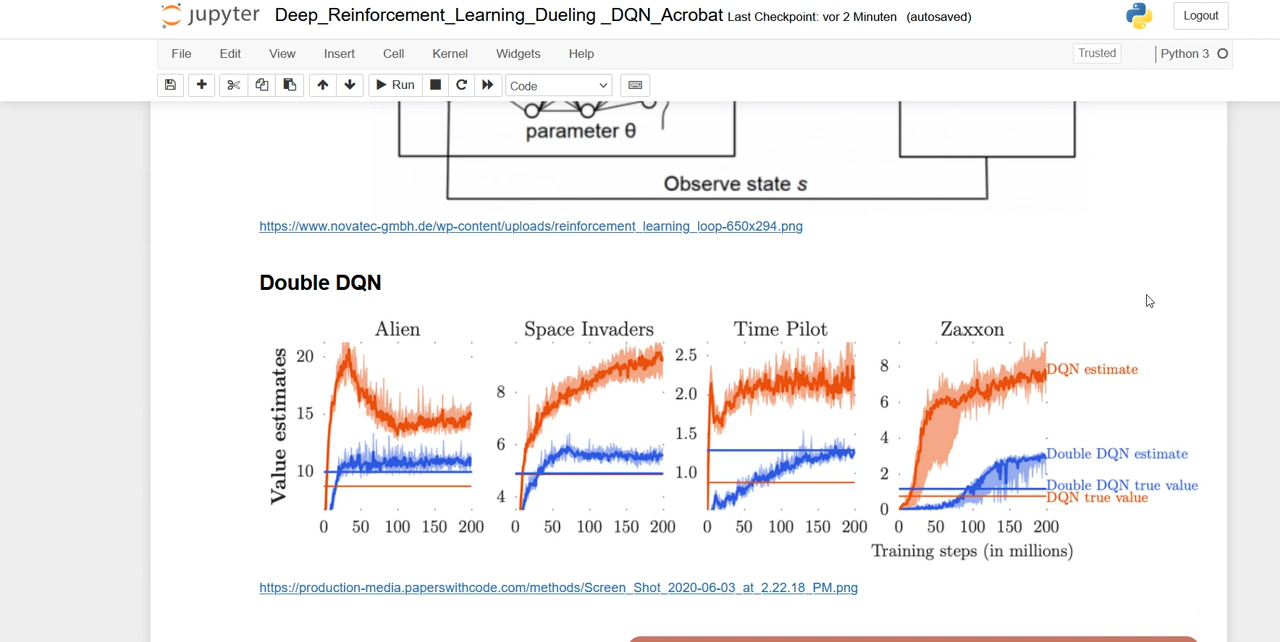 jupyter Deep_Reinforcement_Learning_Dueling _DQN_Acrobat Last Checkpoint: vor 2 Minuten (autosaved)
Logout
File Edit View Insert Cell Kernel Widgets Help
Trusted
Python 3
Run
Code
parameter θ
Observe state s
https://www.novatec-gmbh.de/wp-content/uploads/reinforcement_learning_loop-650x294.png
Double DQN
Alien
Space Invaders
Time Pilot
Zaxxon
Value estimates
20
15
10
0 50 100 150 200
8
6
4
0 50 100 150 200
2.5
2.0
1.5
1.0
0 50 100 150 200
8
6
4
2
0
0 50 100 150 200
DQN estimate
Double DQN estimate
Double DQN true value
DQN true value
Training steps (in millions)
https://production-media.paperswithcode.com/methods/Screen_Shot_2020-06-03_at_2.22.18_PM.png